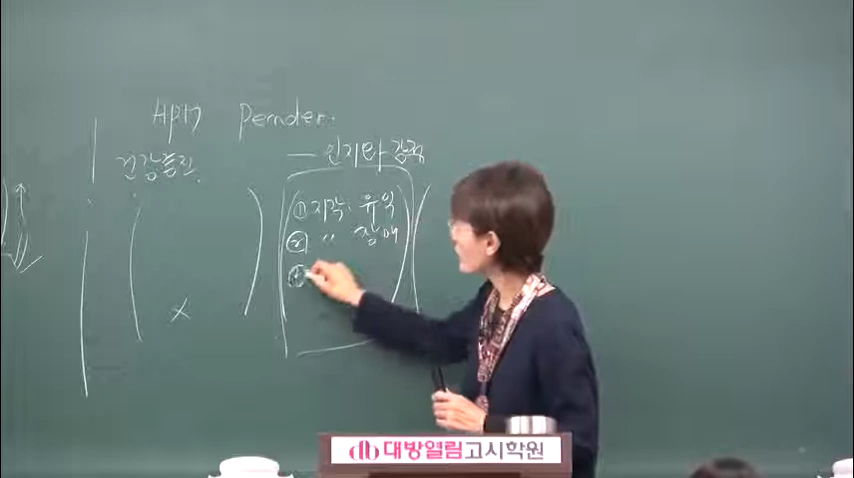 HPM Pender.
건강증진. — 인지와 감정
① 지각. 유익
② " 장애
대방열림고시학원